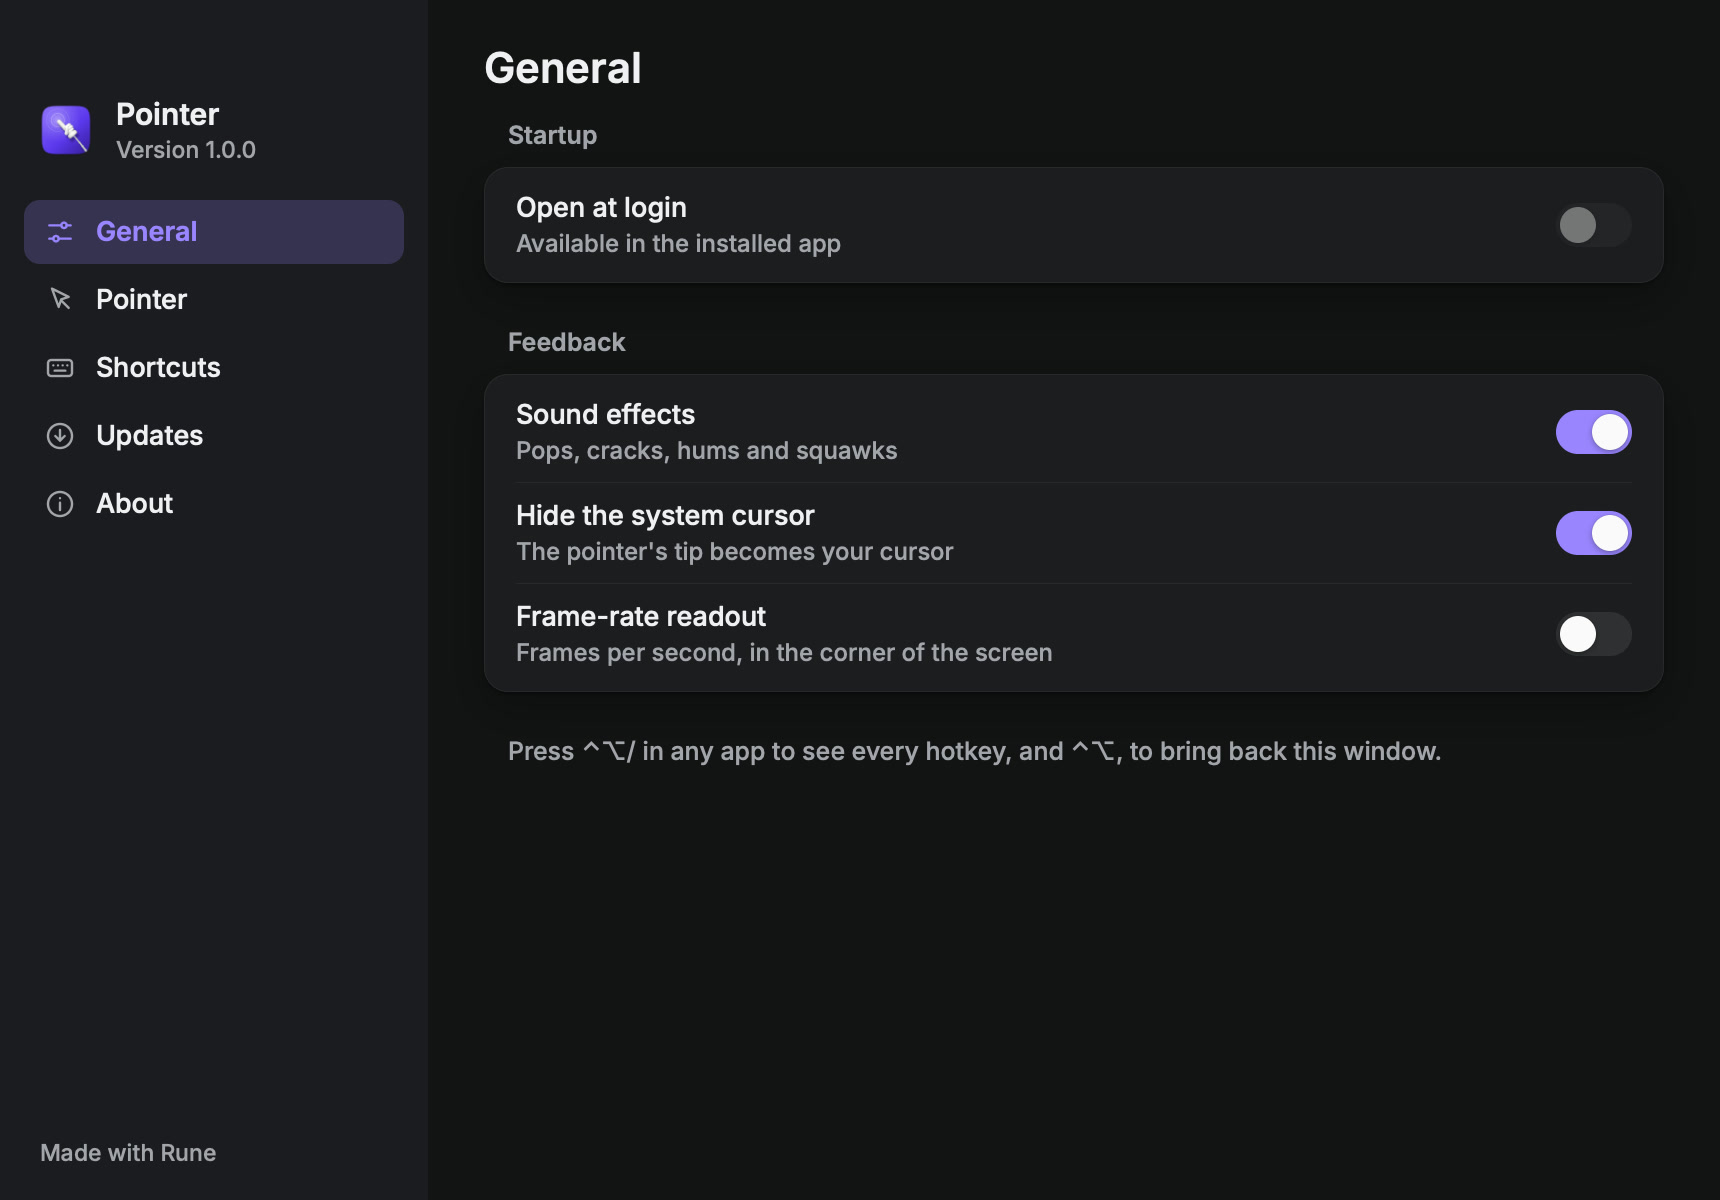 Pointer
Version 1.0.0
General
Pointer
Shortcuts
Updates
About
Made with Rune
General
Startup
Open at login
Available in the installed app
Feedback
Sound effects
Pops, cracks, hums and squawks
Hide the system cursor
The pointer's tip becomes your cursor
Frame-rate readout
Frames per second, in the corner of the screen
Press ⌃⌥/ in any app to see every hotkey, and ⌃⌥, to bring back this window.